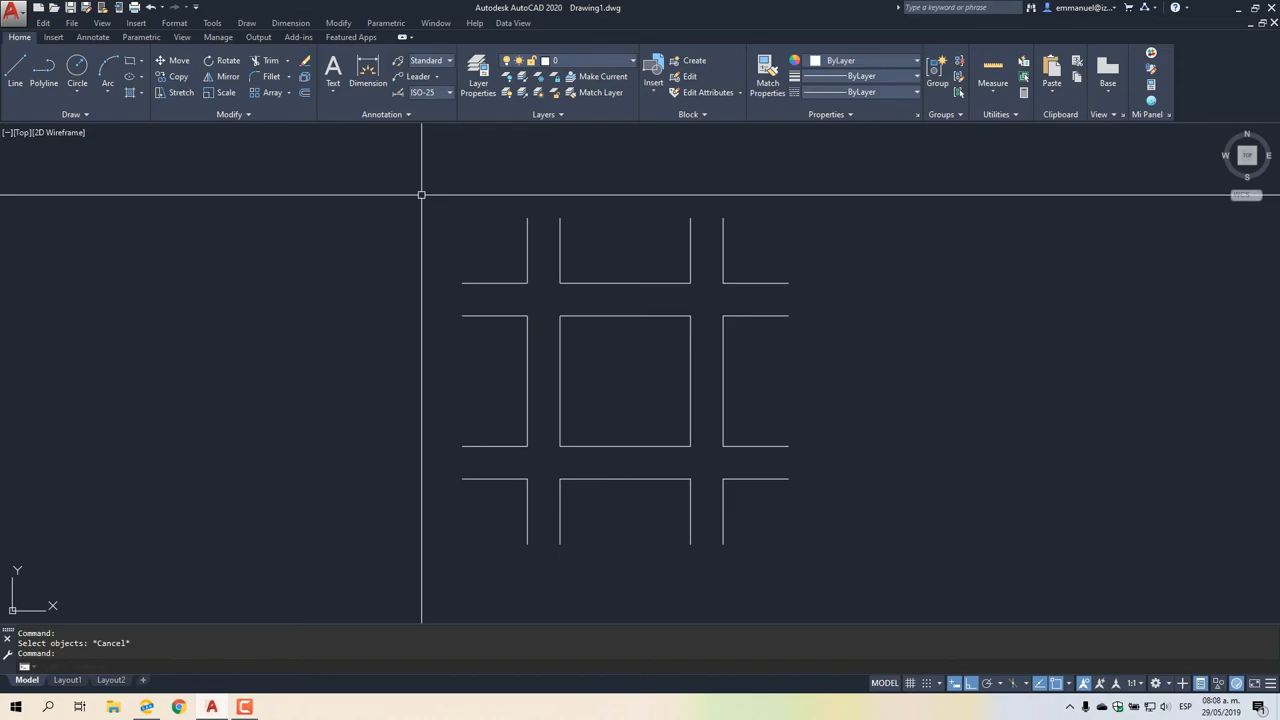 Autodesk AutoCAD 2020 Drawing1.dwg
Type a keyword or phrase
emmanuel@iz...
File Edit View Insert Format Tools Draw Dimension Modify Parametric Window Help Data View
Home Insert Annotate Parametric View Manage Output Add-ins Featured Apps
Line Polyline Circle Arc
Move Rotate Trim
Copy Mirror Fillet
Stretch Scale Array
Text Dimension
Standard
Leader
ISO-25
Layer Properties
0
Make Current
Match Layer
Insert
Create
Edit
Edit Attributes
Match Properties
ByLayer
ByLayer
ByLayer
Group
Measure
Paste
Base
Draw Modify Annotation Layers Block Properties Groups Utilities Clipboard View Mi Panel
[−][Top][2D Wireframe]
N
W TOP E
S
WCS
Y
X
Command:
Select objects: *Cancel*
Command:
Model Layout1 Layout2 +
MODEL
1:1
ESP
08:08 a. m.
29/05/2019
1